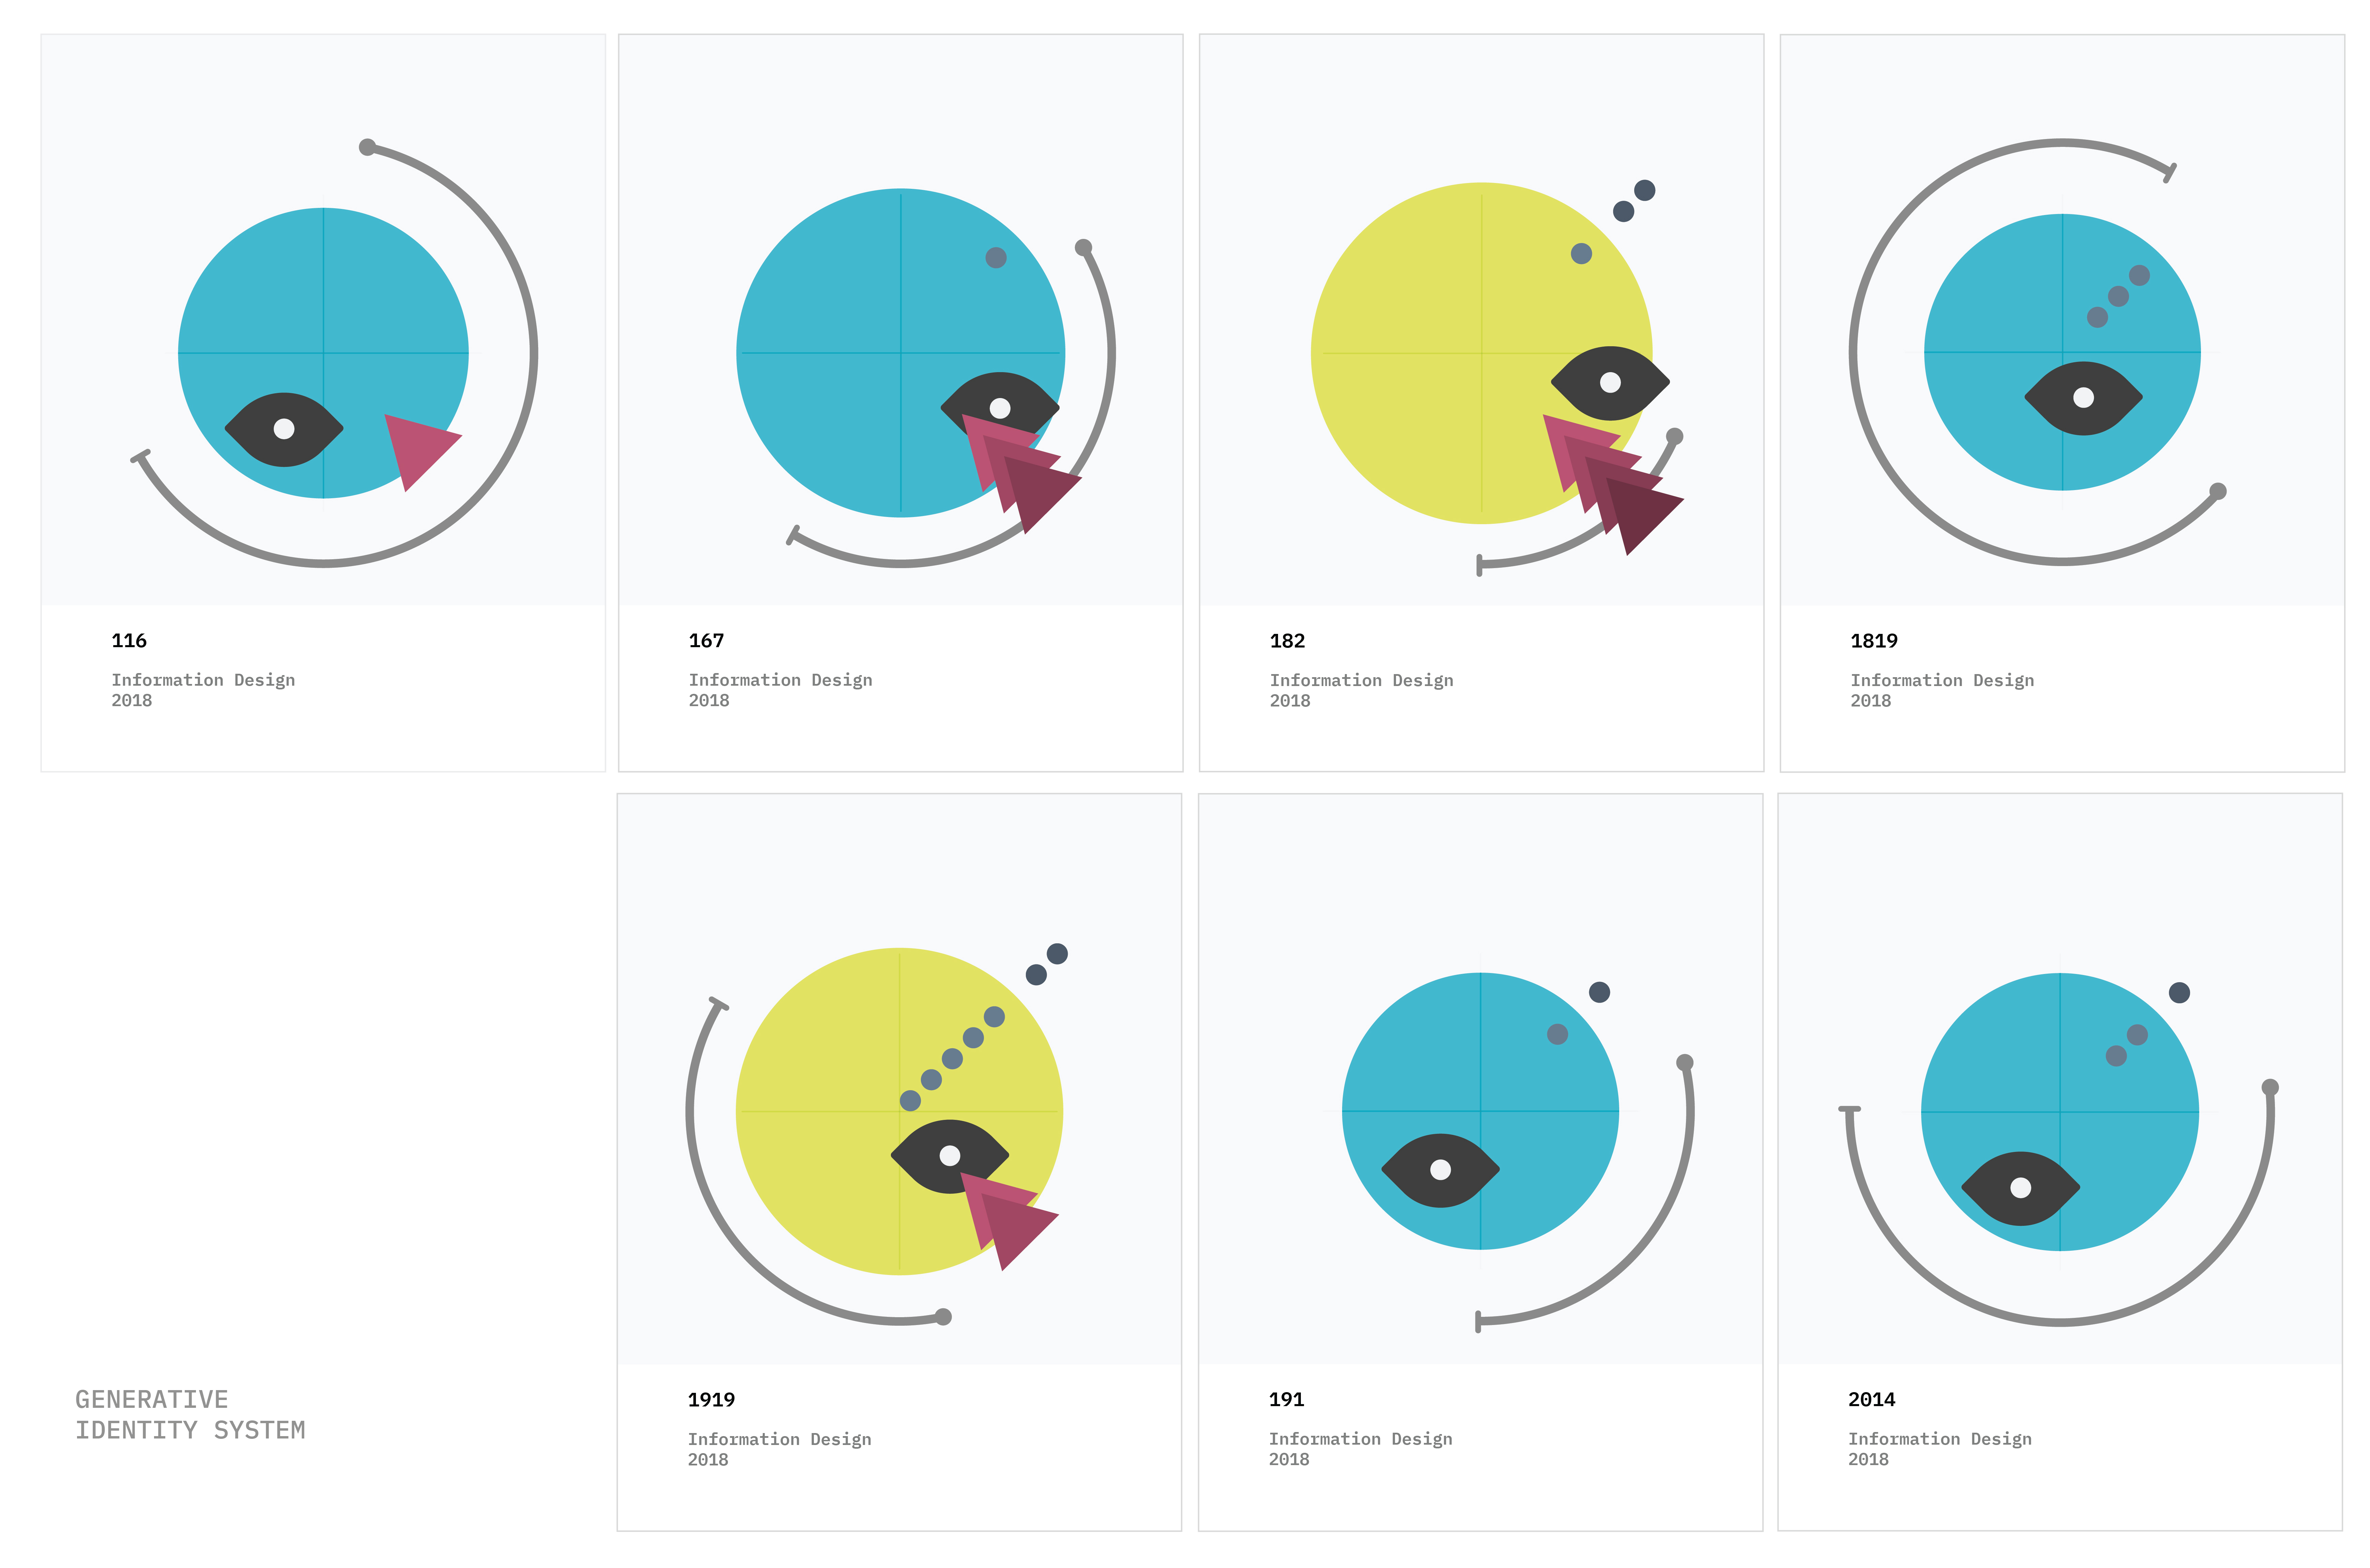 116
Information Design
2018
167
Information Design
2018
182
Information Design
2018
1819
Information Design
2018
GENERATIVE
IDENTITY SYSTEM
1919
Information Design
2018
191
Information Design
2018
2014
Information Design
2018